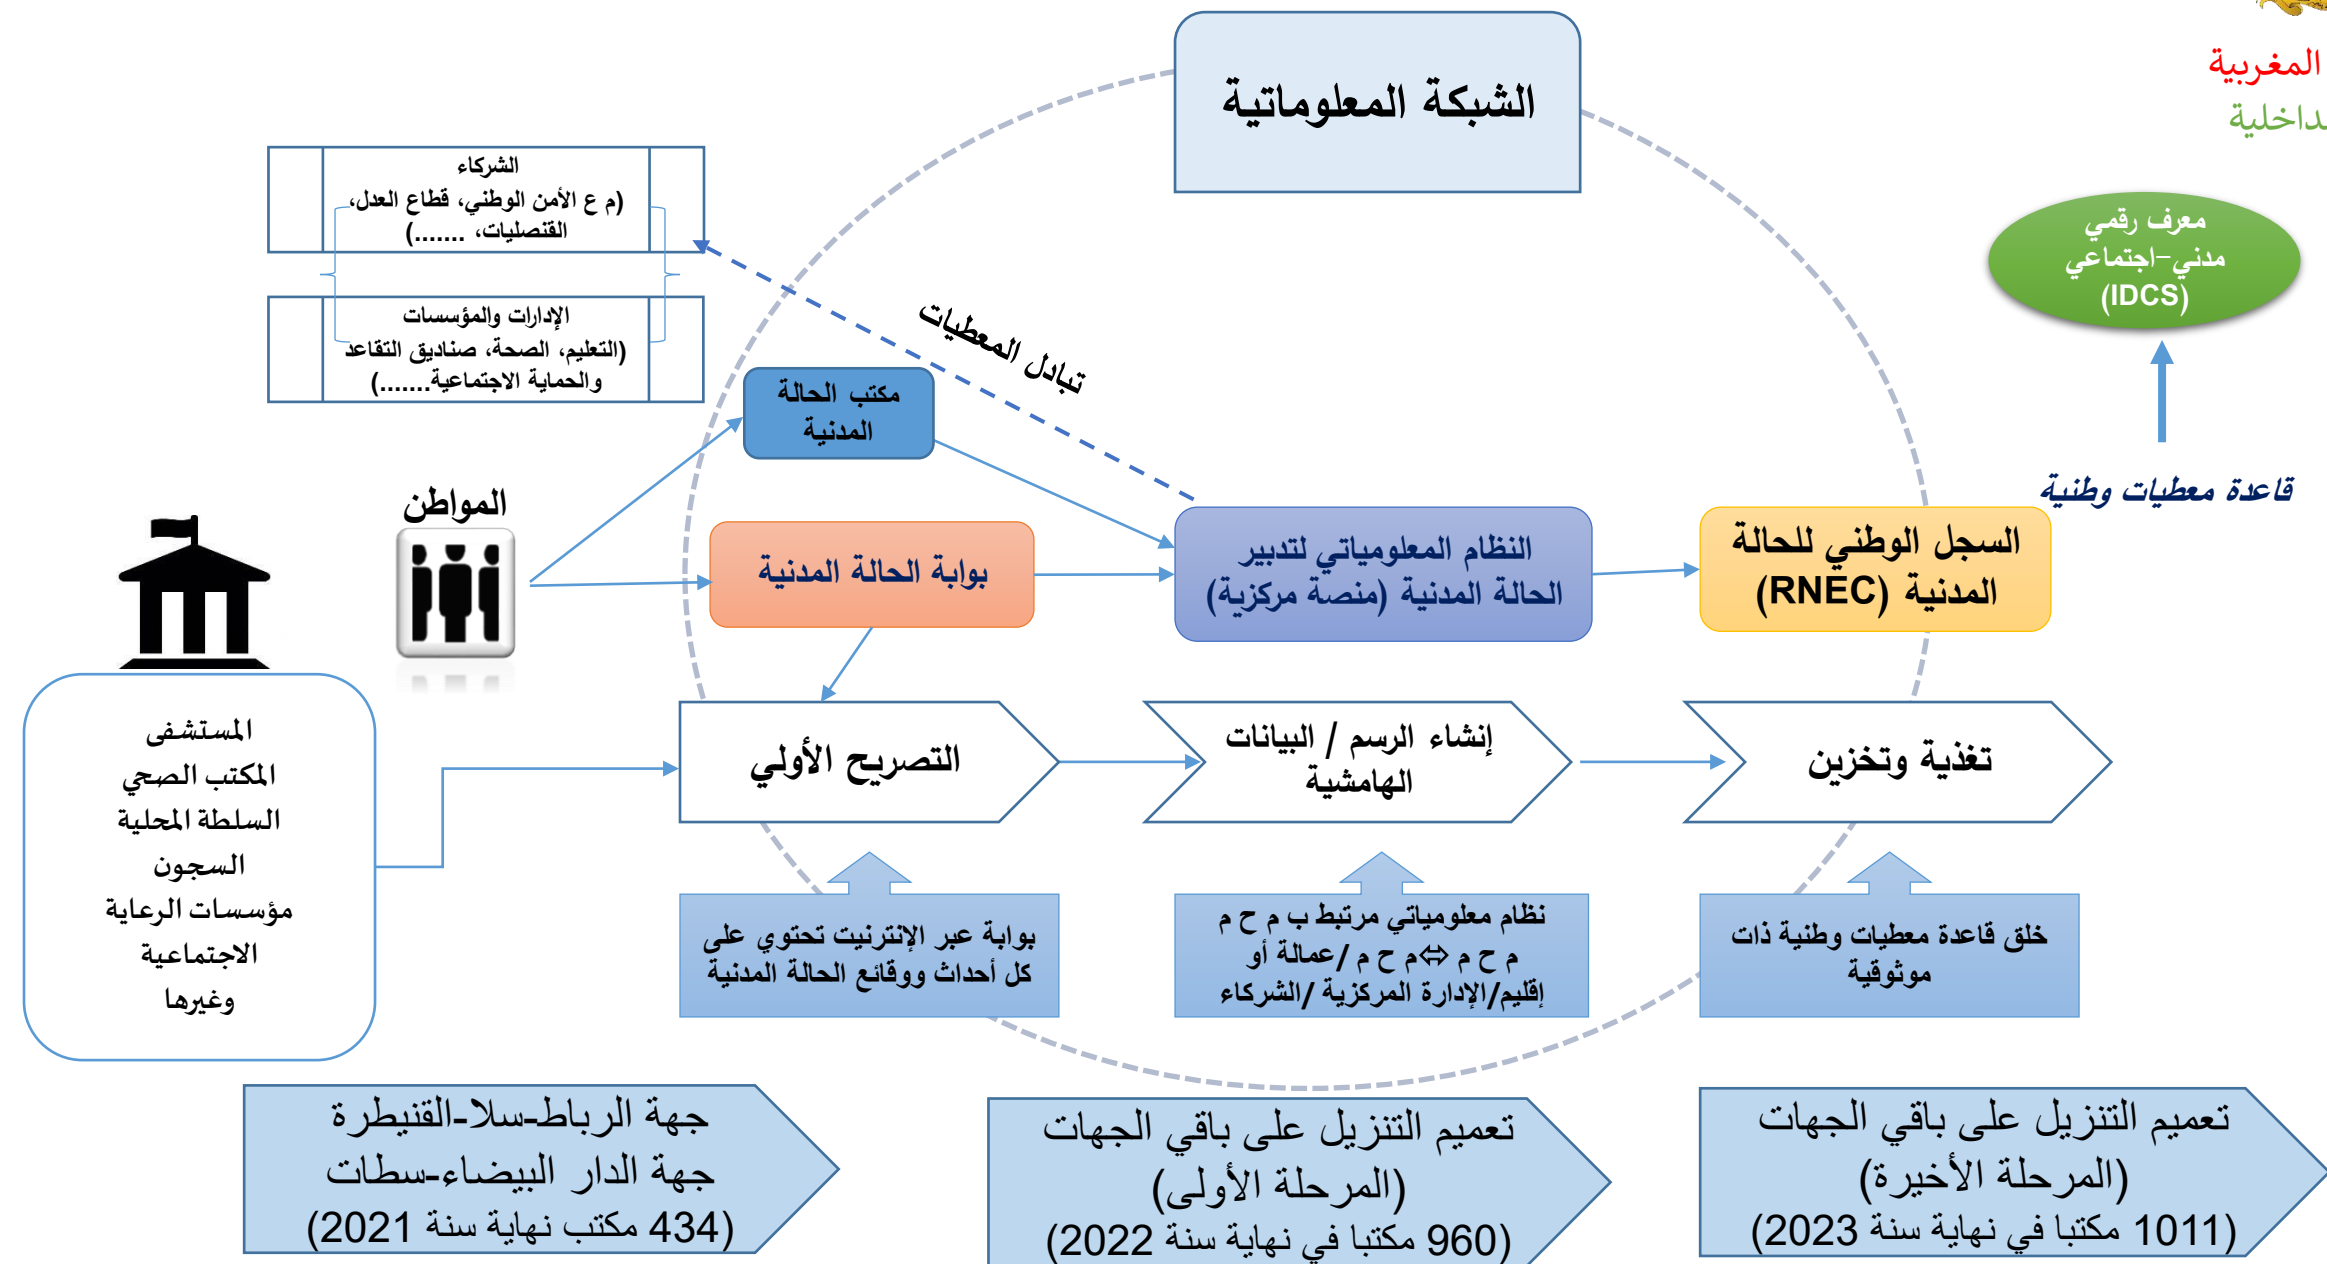 المغربية
الشبكة المعلوماتية
الشركاء
(م ع الأمن الوطني، قطاع العدل،
القنصليات، .......)
معرف رقمي
مدني-اجتماعي
(IDCS)
الإدارات والمؤسسات
(التعليم، الصحة، صناديق التقاعد
والحماية الاجتماعية.......)
تبادل المعطيات
مكتب الحالة
المدنية
قاعدة معطيات وطنية
المواطن
بوابة الحالة المدنية
النظام المعلومياتي لتدبير
الحالة المدنية (منصة مركزية)
السجل الوطني للحالة
المدنية (RNEC)
المستشفى
المكتب الصحي
السلطة المحلية
السجون
مؤسسات الرعاية
الاجتماعية
وغيرها
التصريح الأولي
إنشاء الرسم / البيانات
الهامشية
تغذية وتخزين
بوابة عبر الإنترنيت تحتوي على
كل أحداث ووقائع الحالة المدنية
نظام معلومياتي مرتبط ب م ح م
م ح م ⇔ م ح م /عمالة أو
إقليم/الإدارة المركزية /الشركاء
خلق قاعدة معطيات وطنية ذات
موثوقية
جهة الرباط-سلا-القنيطرة
جهة الدار البيضاء-سطات
(434 مكتب نهاية سنة 2021)
تعميم التنزيل على باقي الجهات
(المرحلة الأولى)
(960 مكتبا في نهاية سنة 2022)
تعميم التنزيل على باقي الجهات
(المرحلة الأخيرة)
(1011 مكتبا في نهاية سنة 2023)